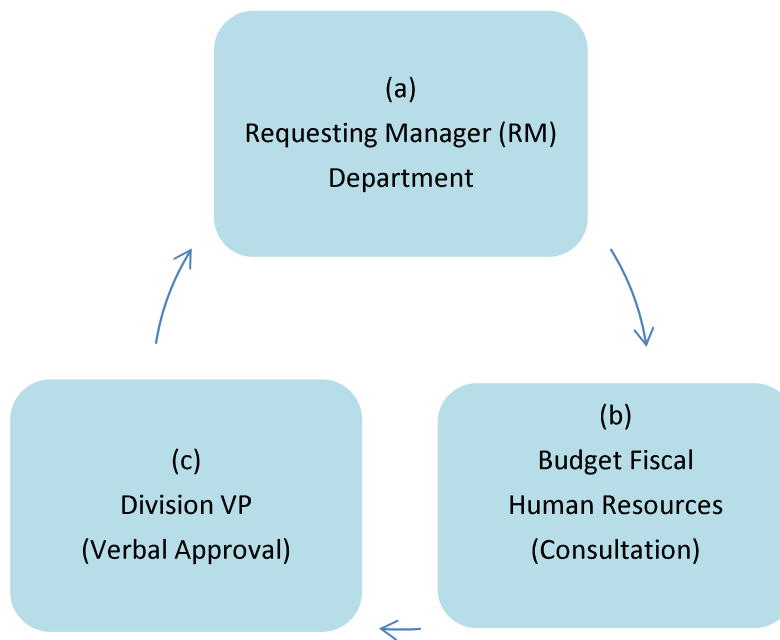 (a)
Requesting Manager (RM)
Department
(b)
Budget Fiscal
Human Resources
(Consultation)
(c)
Division VP
(Verbal Approval)